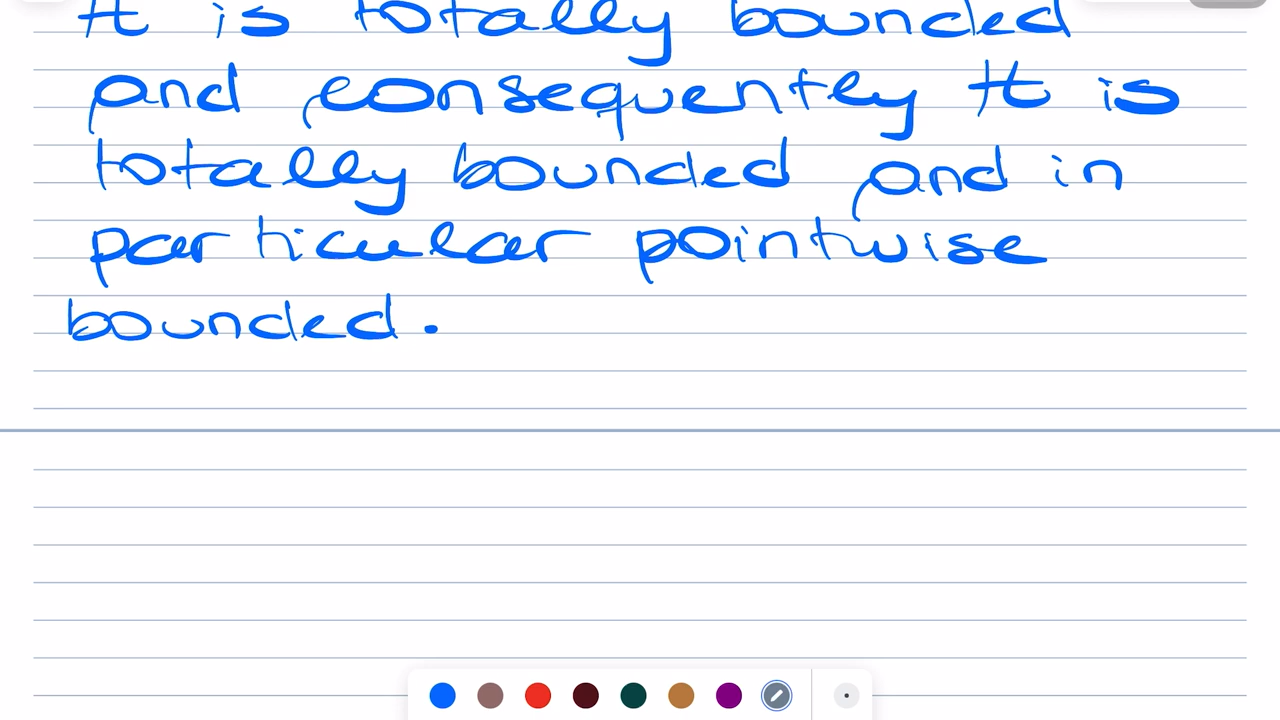 It is totally bounded
and consequently It is
totally bounded and in
particular pointwise
bounded.